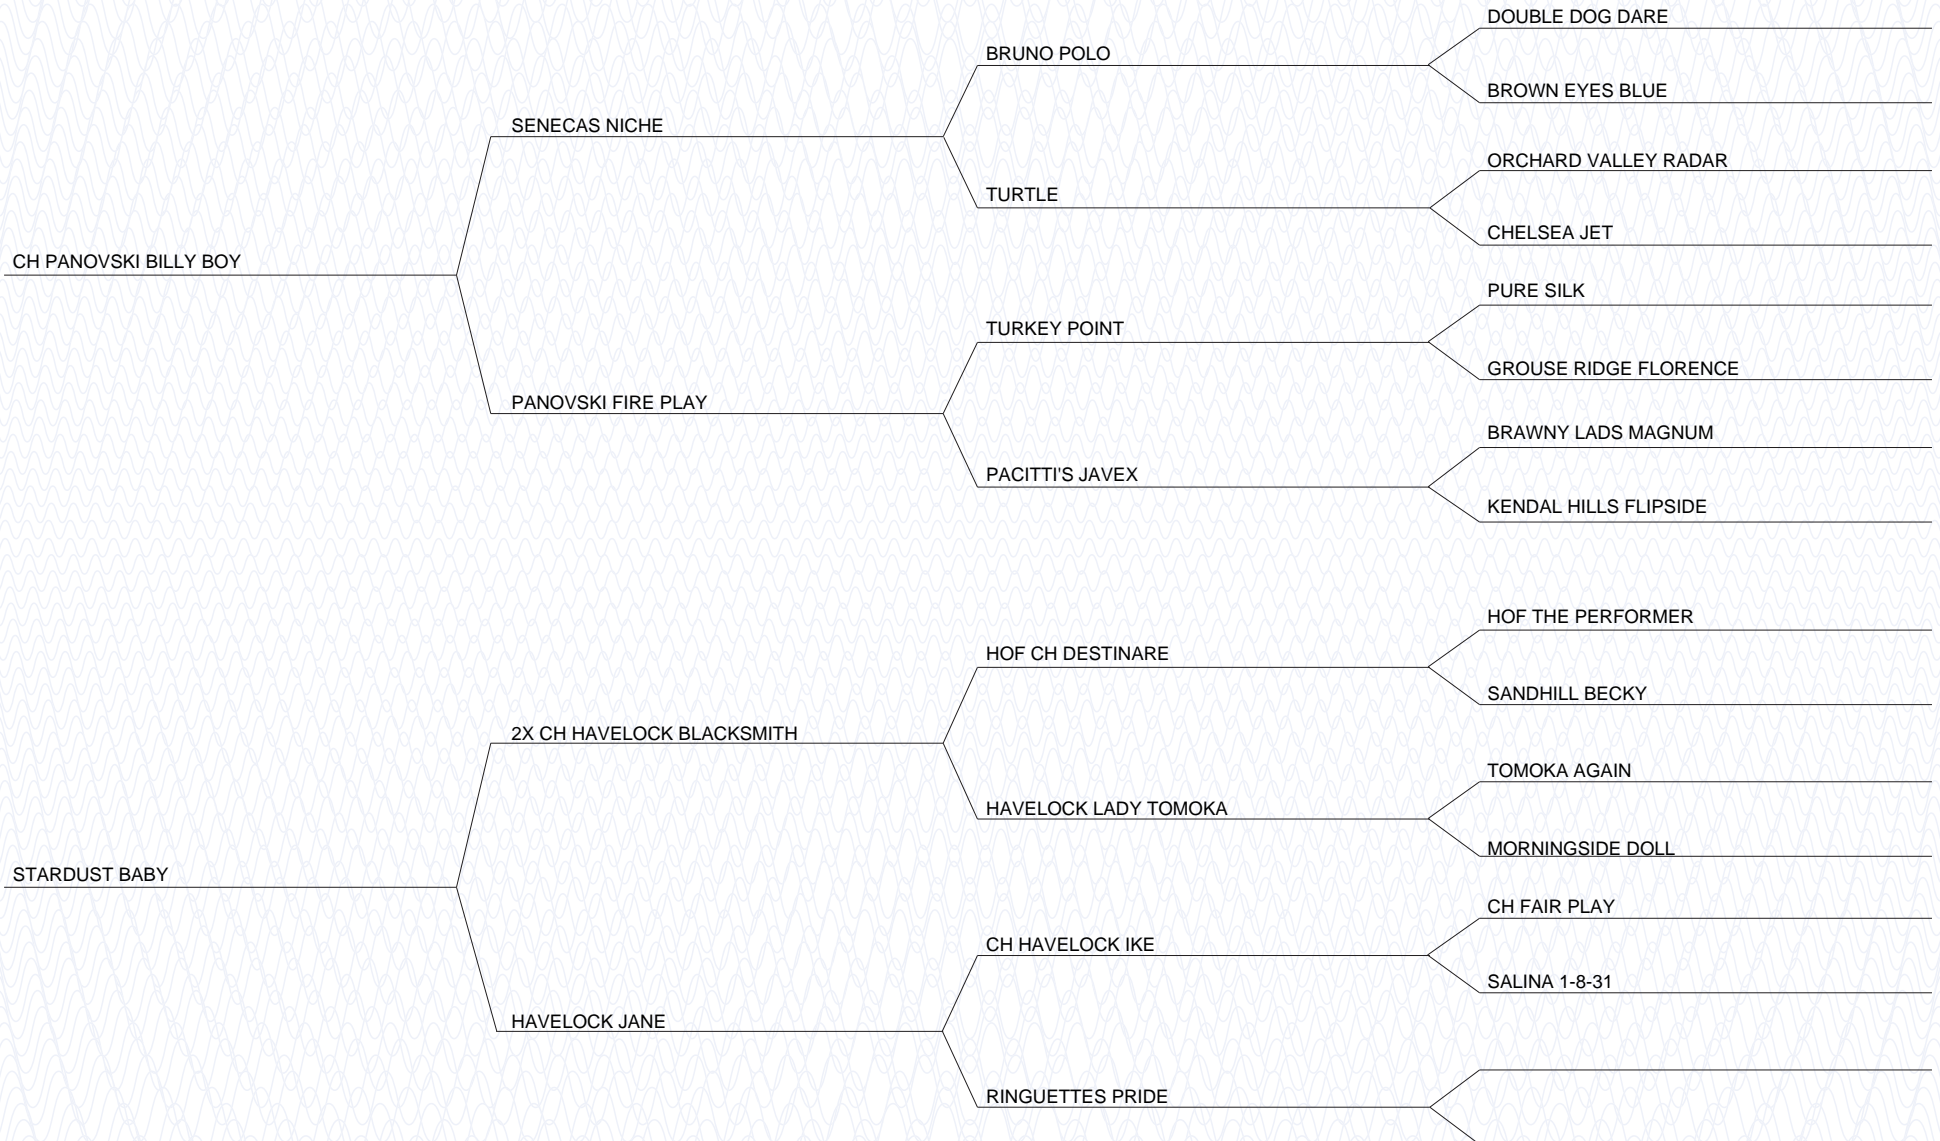 DOUBLE DOG DARE
BRUNO POLO
BROWN EYES BLUE
SENECAS NICHE
ORCHARD VALLEY RADAR
TURTLE
CHELSEA JET
CH PANOVSKI BILLY BOY
PURE SILK
TURKEY POINT
GROUSE RIDGE FLORENCE
PANOVSKI FIRE PLAY
BRAWNY LADS MAGNUM
PACITTI'S JAVEX
KENDAL HILLS FLIPSIDE
HOF THE PERFORMER
HOF CH DESTINARE
SANDHILL BECKY
2X CH HAVELOCK BLACKSMITH
TOMOKA AGAIN
HAVELOCK LADY TOMOKA
MORNINGSIDE DOLL
STARDUST BABY
CH FAIR PLAY
CH HAVELOCK IKE
SALINA 1-8-31
HAVELOCK JANE
RINGUETTES PRIDE